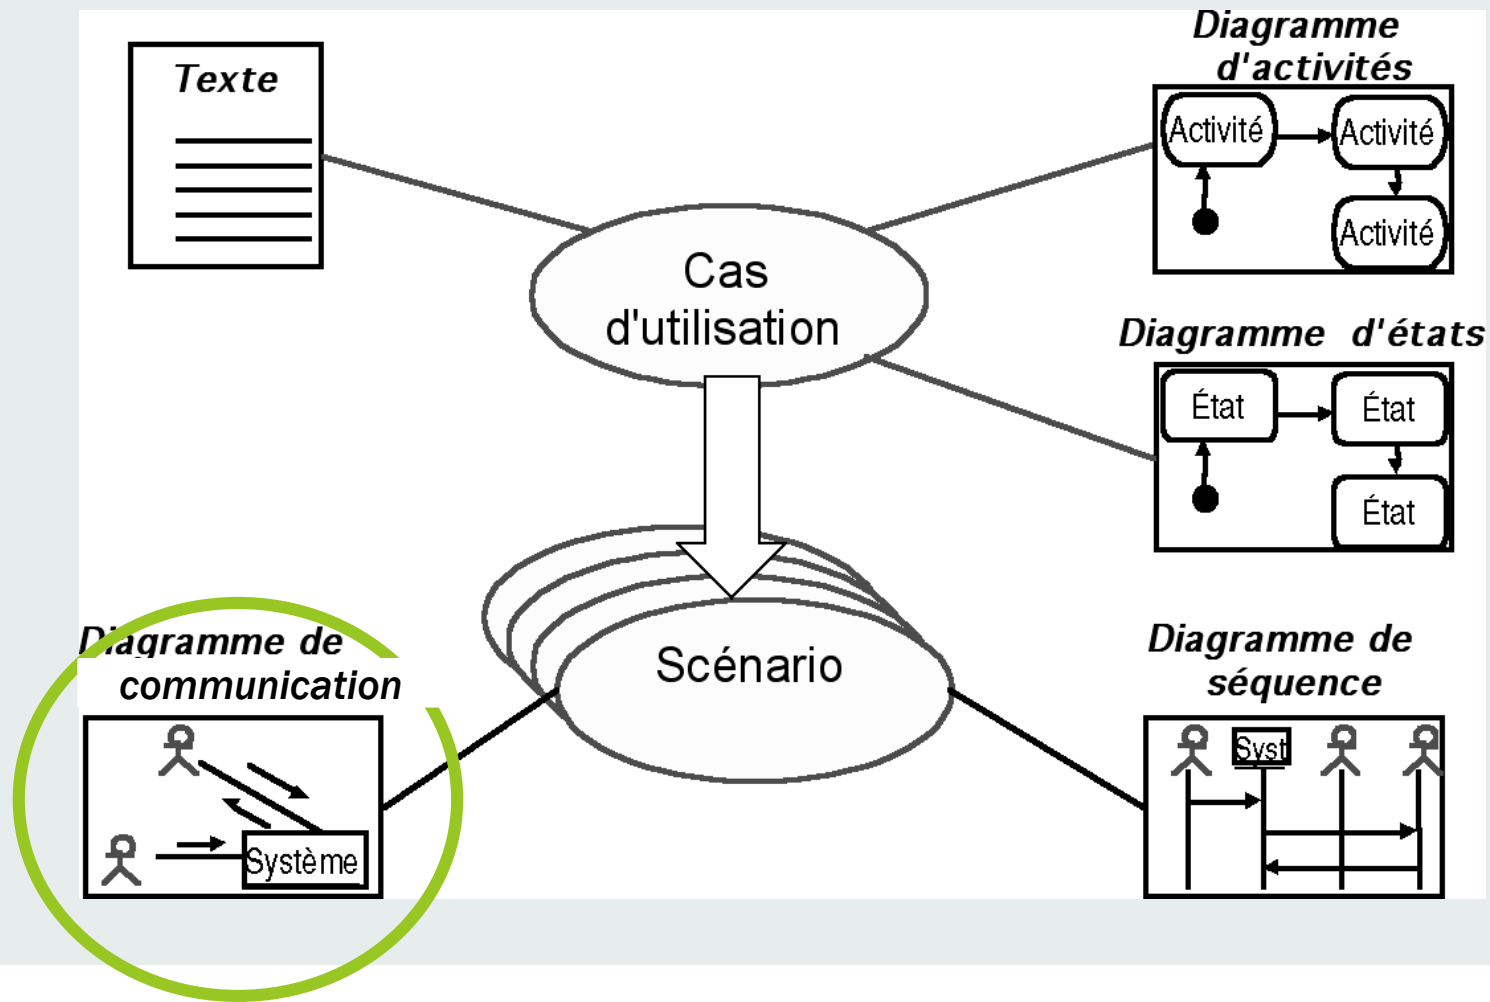 Texte
Diagramme
d'activités
Activité
Activité
Activité
Cas
d'utilisation
Diagramme d'états
État
État
État
Scénario
Diagramme de
communication
Système
Diagramme de
séquence
Syst